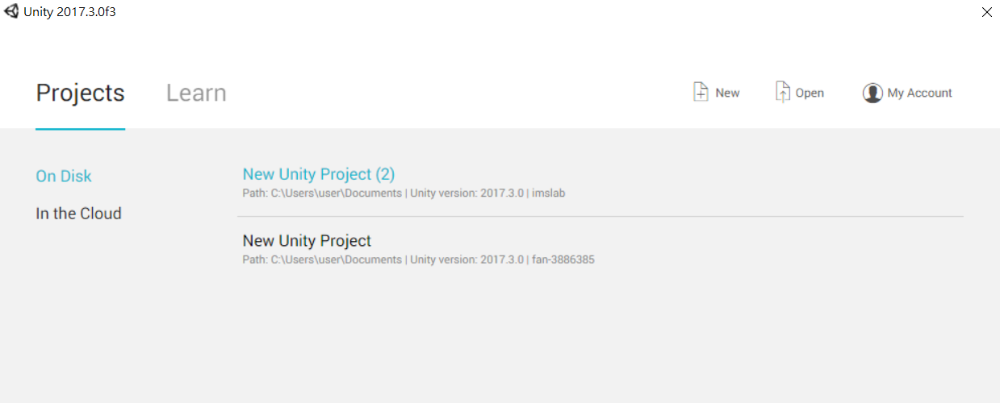 Unity 2017.3.0f3
Projects Learn New Open My Account
On Disk
In the Cloud
New Unity Project (2)
Path: C:\Users\user\Documents | Unity version: 2017.3.0 | imslab
New Unity Project
Path: C:\Users\user\Documents | Unity version: 2017.3.0 | fan-3886385